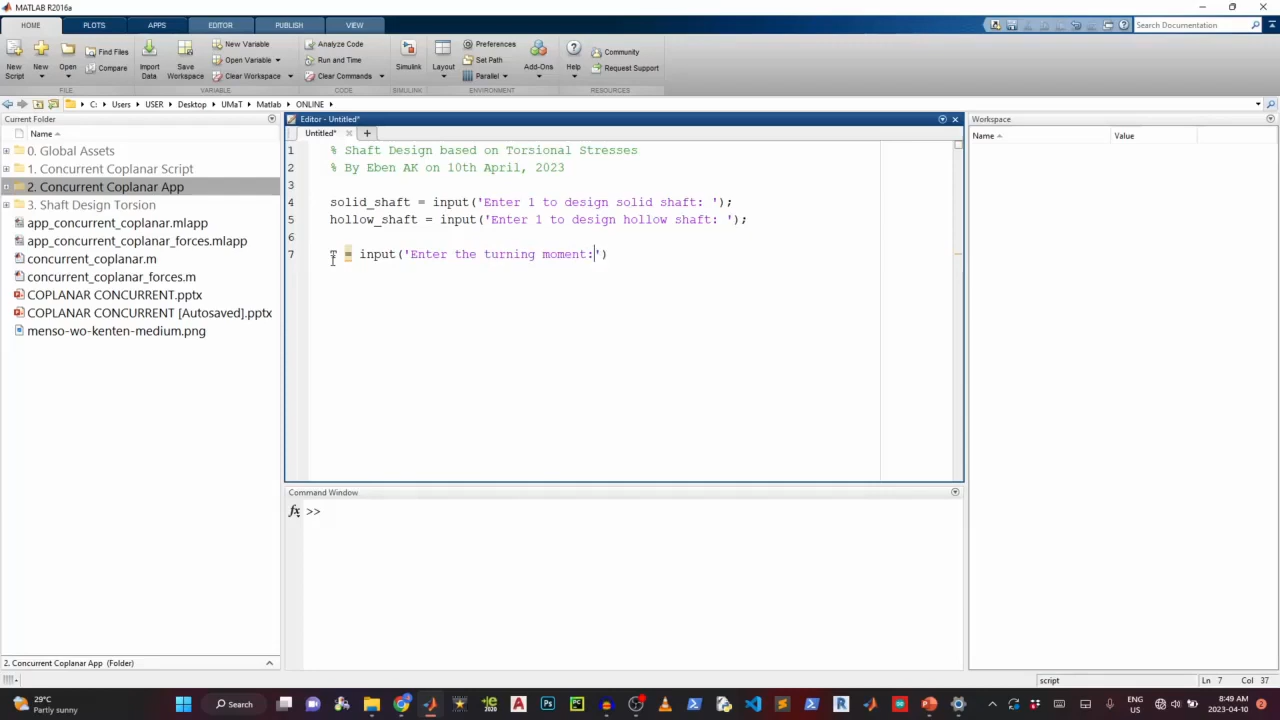 MATLAB R2016a
HOME PLOTS APPS EDITOR PUBLISH VIEW
Search Documentation
New Script
New
Open
Find Files
Compare
Import Data
Save Workspace
New Variable
Open Variable
Clear Workspace
Analyze Code
Run and Time
Clear Commands
Simulink
Layout
Preferences
Set Path
Parallel
Add-Ons
Help
Community
Request Support
FILE VARIABLE CODE SIMULINK ENVIRONMENT RESOURCES
C: Users USER Desktop UMaT Matlab ONLINE
Current Folder
Name
0. Global Assets
1. Concurrent Coplanar Script
2. Concurrent Coplanar App
3. Shaft Design Torsion
app_concurrent_coplanar.mlapp
app_concurrent_coplanar_forces.mlapp
concurrent_coplanar.m
concurrent_coplanar_forces.m
COPLANAR CONCURRENT.pptx
COPLANAR CONCURRENT [Autosaved].pptx
menso-wo-kenten-medium.png
2. Concurrent Coplanar App (Folder)
Editor - Untitled*
Untitled*
1 % Shaft Design based on Torsional Stresses
2 % By Eben AK on 10th April, 2023
3
4 solid_shaft = input('Enter 1 to design solid shaft: ');
5 hollow_shaft = input('Enter 1 to design hollow shaft: ');
6
7 T = input('Enter the turning moment:')
Command Window
fx >>
Workspace
Name Value
script Ln 7 Col 37
29°C
Partly sunny
Search
ENG
US
8:49 AM
2023-04-10